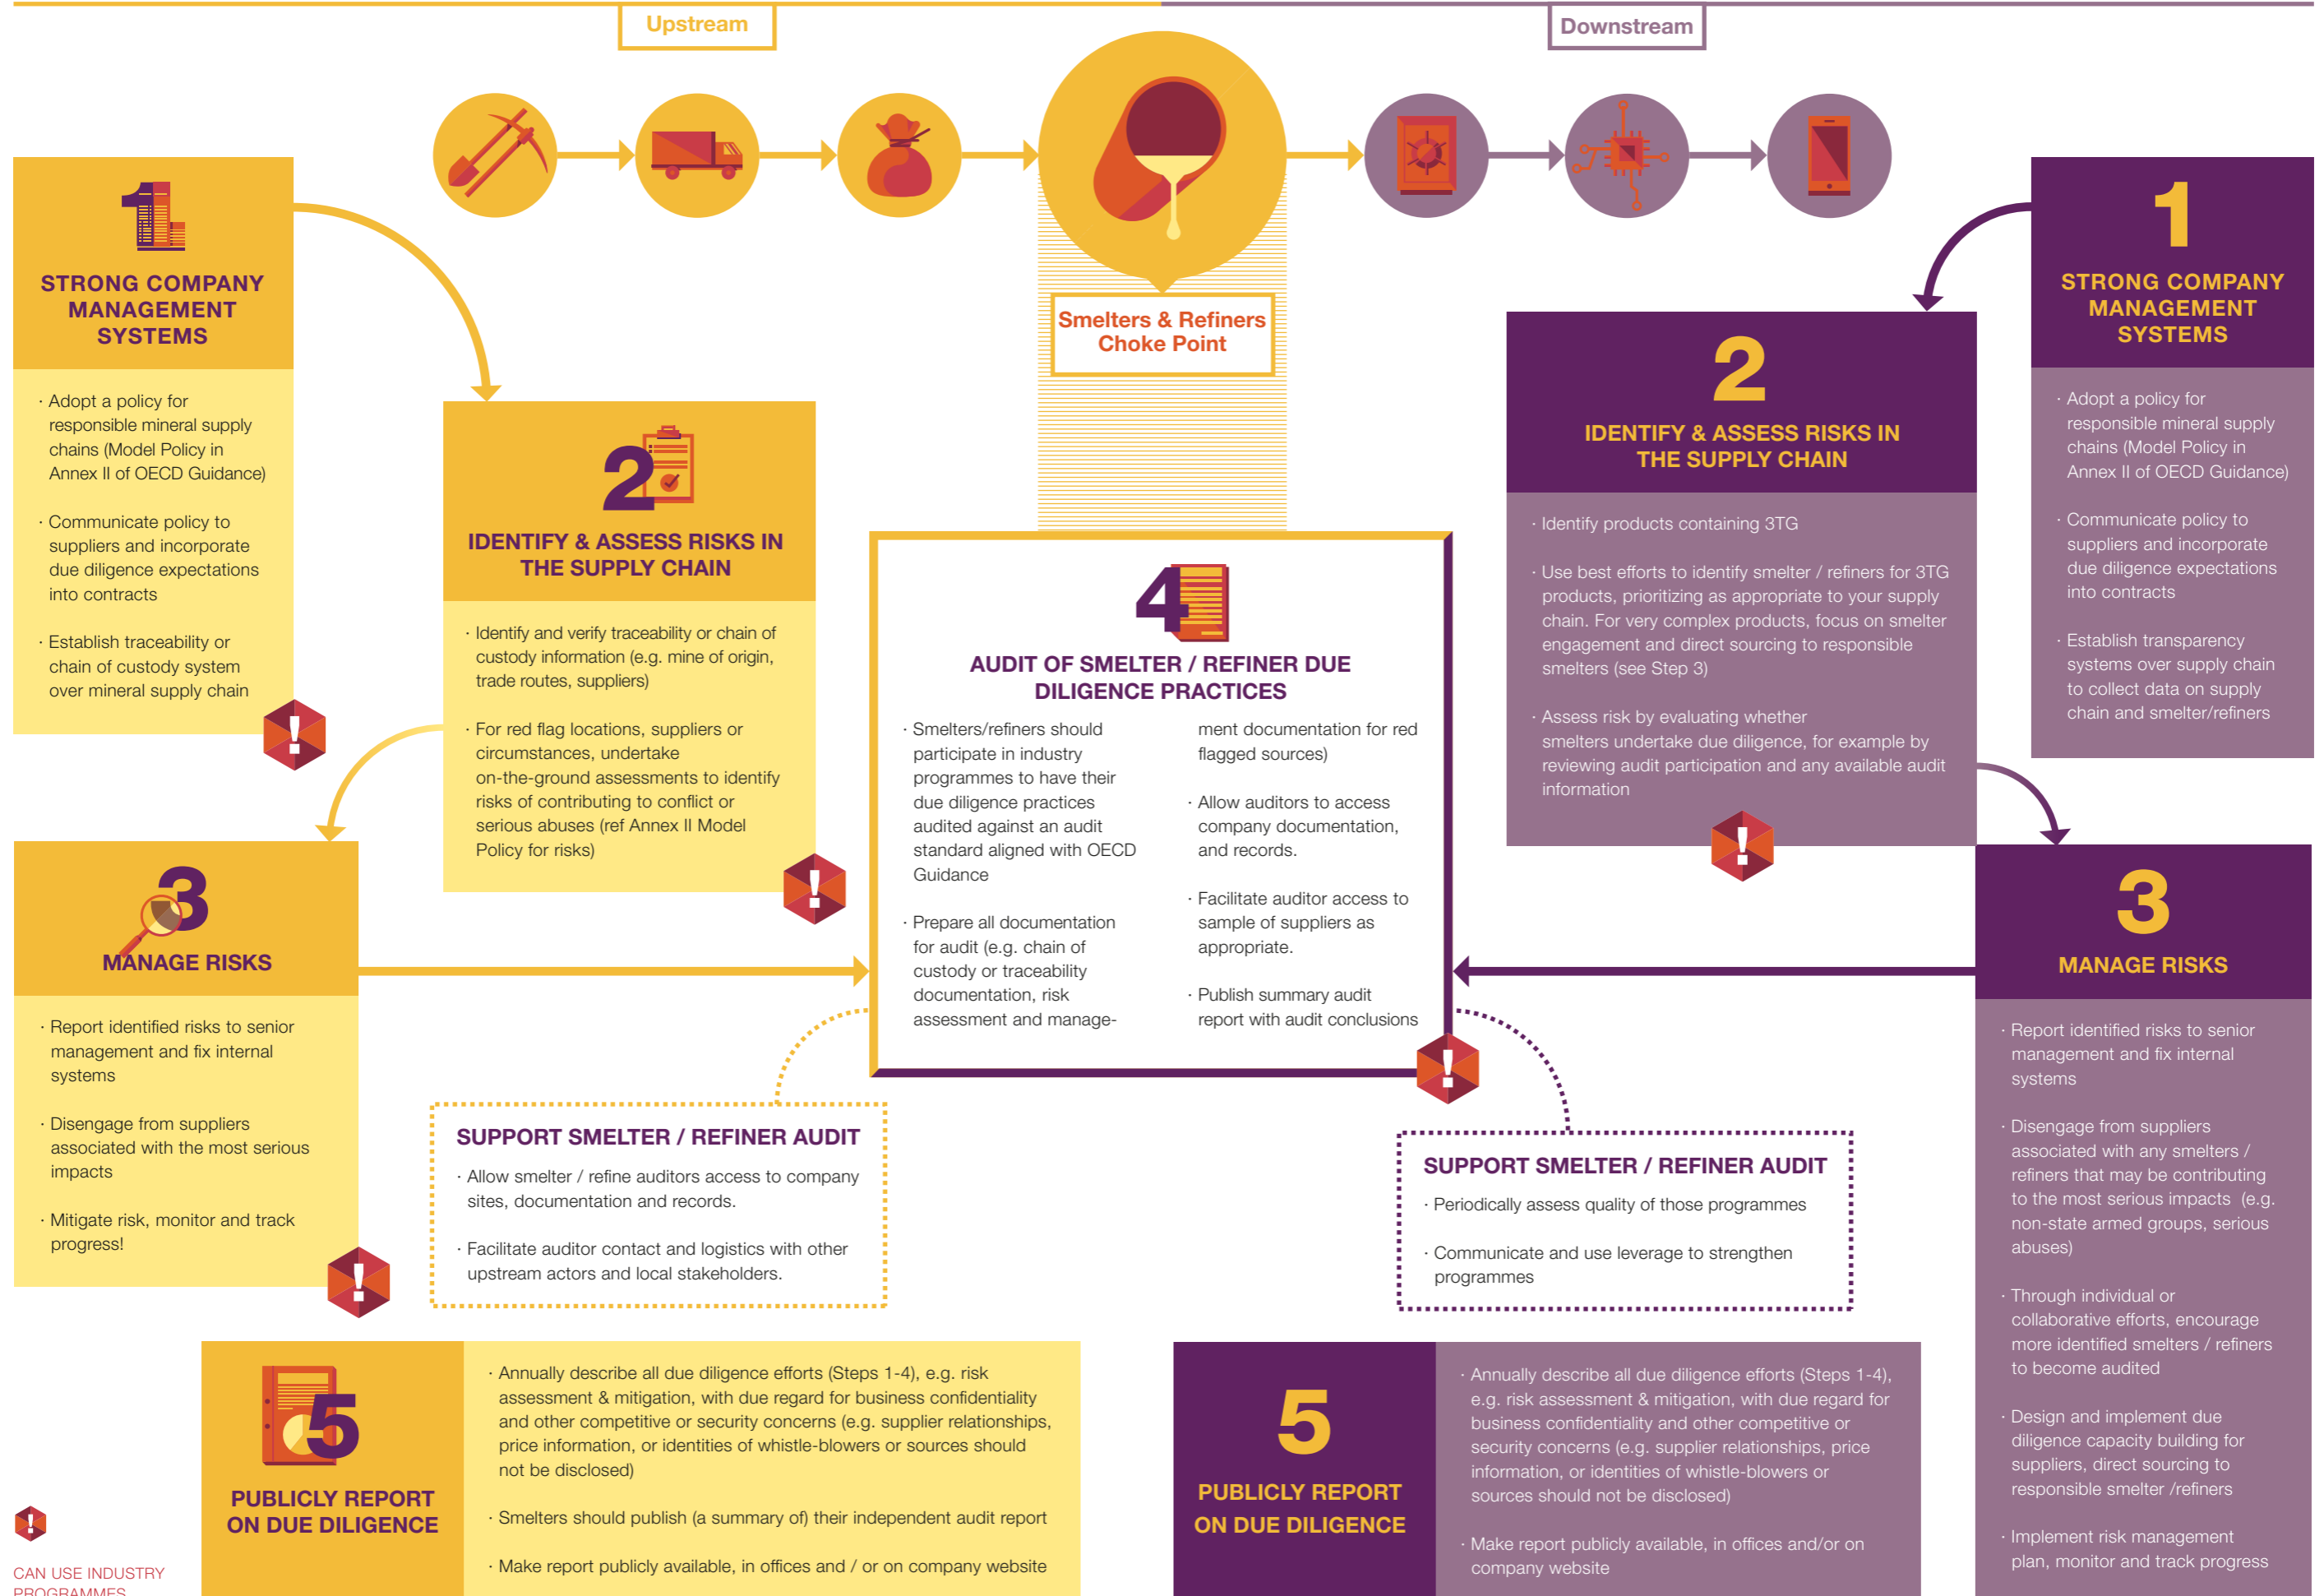 Upstream
Downstream
Smelters & Refiners
Choke Point
1
STRONG COMPANY
MANAGEMENT
SYSTEMS
· Adopt a policy for
responsible mineral supply
chains (Model Policy in
Annex II of OECD Guidance)
· Communicate policy to
suppliers and incorporate
due diligence expectations
into contracts
· Establish traceability or
chain of custody system
over mineral supply chain
!
2
IDENTIFY & ASSESS RISKS IN
THE SUPPLY CHAIN
· Identify and verify traceability or chain of
custody information (e.g. mine of origin,
trade routes, suppliers)
· For red flag locations, suppliers or
circumstances, undertake
on-the-ground assessments to identify
risks of contributing to conflict or
serious abuses (ref Annex II Model
Policy for risks)
!
3
MANAGE RISKS
· Report identified risks to senior
management and fix internal
systems
· Disengage from suppliers
associated with the most serious
impacts
· Mitigate risk, monitor and track
progress!
!
4
AUDIT OF SMELTER / REFINER DUE
DILIGENCE PRACTICES
· Smelters/refiners should
participate in industry
programmes to have their
due diligence practices
audited against an audit
standard aligned with OECD
Guidance
· Prepare all documentation
for audit (e.g. chain of
custody or traceability
documentation, risk
assessment and manage-
ment documentation for red
flagged sources)
· Allow auditors to access
company documentation,
and records.
· Facilitate auditor access to
sample of suppliers as
appropriate.
· Publish summary audit
report with audit conclusions
!
SUPPORT SMELTER / REFINER AUDIT
· Allow smelter / refine auditors access to company
sites, documentation and records.
· Facilitate auditor contact and logistics with other
upstream actors and local stakeholders.
5
PUBLICLY REPORT
ON DUE DILIGENCE
· Annually describe all due diligence efforts (Steps 1-4), e.g. risk
assessment & mitigation, with due regard for business confidentiality
and other competitive or security concerns (e.g. supplier relationships,
price information, or identities of whistle-blowers or sources should
not be disclosed)
· Smelters should publish (a summary of) their independent audit report
· Make report publicly available, in offices and / or on company website
1
STRONG COMPANY
MANAGEMENT
SYSTEMS
· Adopt a policy for
responsible mineral supply
chains (Model Policy in
Annex II of OECD Guidance)
· Communicate policy to
suppliers and incorporate
due diligence expectations
into contracts
· Establish transparency
systems over supply chain
to collect data on supply
chain and smelter/refiners
2
IDENTIFY & ASSESS RISKS IN
THE SUPPLY CHAIN
· Identify products containing 3TG
· Use best efforts to identify smelter / refiners for 3TG
products, prioritizing as appropriate to your supply
chain. For very complex products, focus on smelter
engagement and direct sourcing to responsible
smelters (see Step 3)
· Assess risk by evaluating whether
smelters undertake due diligence, for example by
reviewing audit participation and any available audit
information
!
3
MANAGE RISKS
· Report identified risks to senior
management and fix internal
systems
· Disengage from suppliers
associated with any smelters /
refiners that may be contributing
to the most serious impacts (e.g.
non-state armed groups, serious
abuses)
· Through individual or
collaborative efforts, encourage
more identified smelters / refiners
to become audited
· Design and implement due
diligence capacity building for
suppliers, direct sourcing to
responsible smelter /refiners
· Implement risk management
plan, monitor and track progress
SUPPORT SMELTER / REFINER AUDIT
· Periodically assess quality of those programmes
· Communicate and use leverage to strengthen
programmes
5
PUBLICLY REPORT
ON DUE DILIGENCE
· Annually describe all due diligence efforts (Steps 1-4),
e.g. risk assessment & mitigation, with due regard for
business confidentiality and other competitive or
security concerns (e.g. supplier relationships, price
information, or identities of whistle-blowers or
sources should not be disclosed)
· Make report publicly available, in offices and/or on
company website
!
CAN USE INDUSTRY
PROGRAMMES